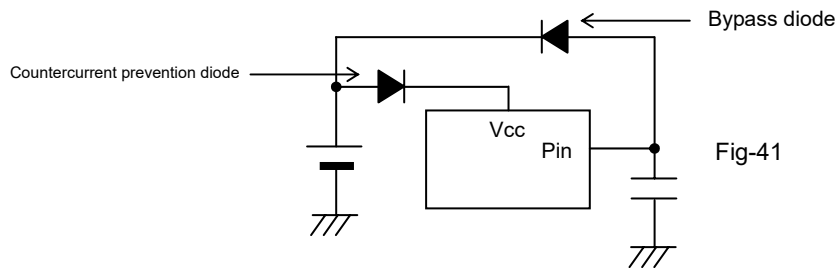 Bypass diode
Countercurrent prevention diode
Vcc
Pin
Fig-41